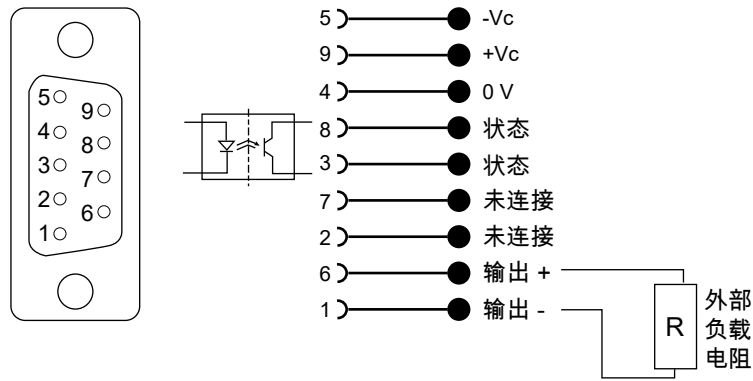 5
9
4
8
3
7
2
6
1
5 -Vc
9 +Vc
4 0 V
8 状态
3 状态
7 未连接
2 未连接
6 输出 +
1 输出 -
R
外部
负载
电阻